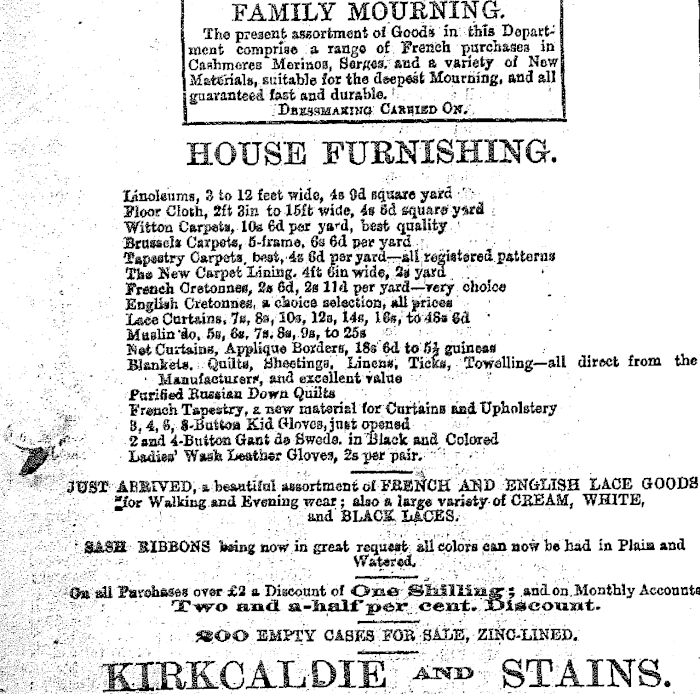 FAMILY MOURNING.
The present assortment of Goods in this Depart-
ment comprise a range of French purchases in
Cashmeres Merinos, Serges, and a variety of New
Materials, suitable for the deepest Mourning, and all
guaranteed fast and durable.
DRESSMAKING CARRIED ON.
HOUSE FURNISHING.
Linoleums, 3 to 12 feet wide, 4s 9d square yard
Floor Cloth, 2ft 3in to 15ft wide, 4s 5d square yard
Witton Carpets, 10s 6d per yard, best quality
Brussels Carpets, 5-frame, 6s 6d per yard
Tapestry Carpets, best, 4s 6d per yard—all registered patterns
The New Carpet Lining, 4ft 6in wide, 2s yard
French Cretonnes, 2s 6d, 2s 11d per yard—very choice
English Cretonnes, a choice selection, all prices
Lace Curtains, 7s, 8s, 10s, 12s, 14s, 16s, to 48s 6d
Muslin do, 5s, 6s, 7s, 8s, 9s, to 25s
Net Curtains, Applique Borders, 18s 6d to 5½ guineas
Blankets, Quilts, Sheetings, Linens, Ticks, Towelling—all direct from the
Manufacturers, and excellent value
Purified Russian Down Quilts
French Tapestry, a new material for Curtains and Upholstery
3, 4, 6, 8-Button Kid Gloves, just opened
2 and 4-Button Gant de Swede, in Black and Colored
Ladies' Wash Leather Gloves, 2s per pair.
JUST ARRIVED, a beautiful assortment of FRENCH AND ENGLISH LACE GOODS
for Walking and Evening wear; also a large variety of CREAM, WHITE,
and BLACK LACES.
SASH RIBBONS being now in great request all colors can now be had in Plain and
Watered.
On all Purchases over £2 a Discount of One Shilling; and on Monthly Accounts
Two and a-half per cent. Discount.
200 EMPTY CASES FOR SALE, ZINC-LINED.
KIRKCALDIE AND STAINS.